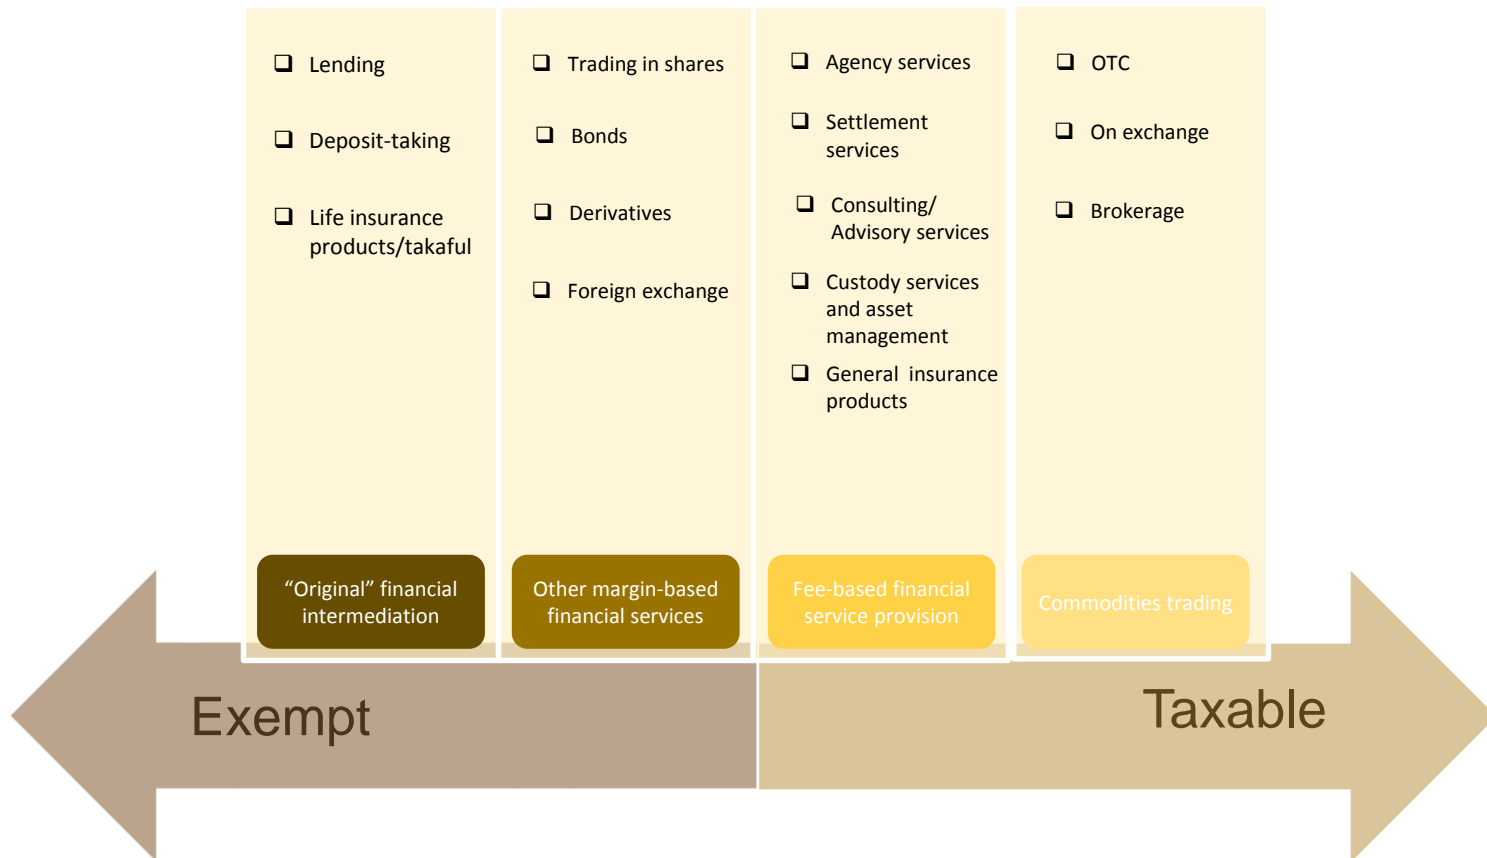 ❑ Lending
❑ Deposit-taking
❑ Life insurance
products/takaful
“Original” financial
intermediation
❑ Trading in shares
❑ Bonds
❑ Derivatives
❑ Foreign exchange
Other margin-based
financial services
❑ Agency services
❑ Settlement
services
❑ Consulting/
Advisory services
❑ Custody services
and asset
management
❑ General insurance
products
Fee-based financial
service provision
❑ OTC
❑ On exchange
❑ Brokerage
Commodities trading
Exempt
Taxable